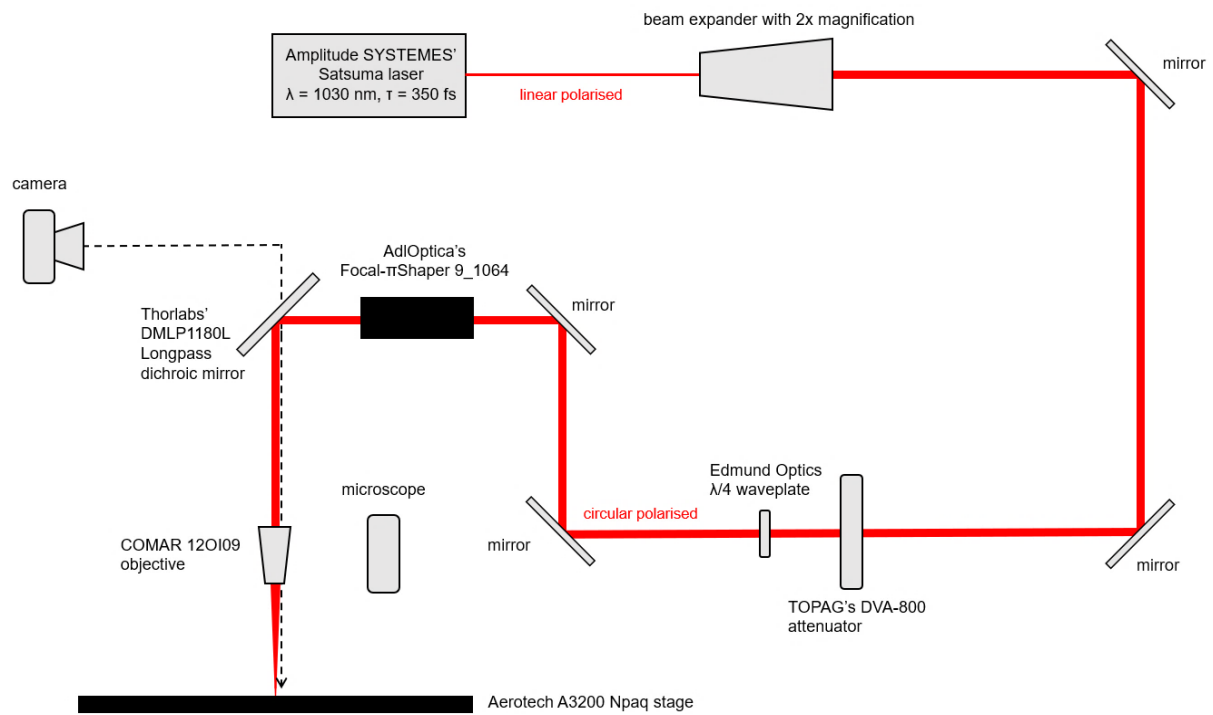 beam expander with 2x magnification
Amplitude SYSTEMES’
Satsuma laser
λ = 1030 nm, τ = 350 fs
linear polarised
mirror
camera
AdlOptica’s
Focal-πShaper 9_1064
mirror
Thorlabs’
DMLP1180L
Longpass
dichroic mirror
microscope
Edmund Optics
λ/4 waveplate
circular polarised
COMAR 12OI09
objective
mirror
mirror
TOPAG’s DVA-800
attenuator
Aerotech A3200 Npaq stage